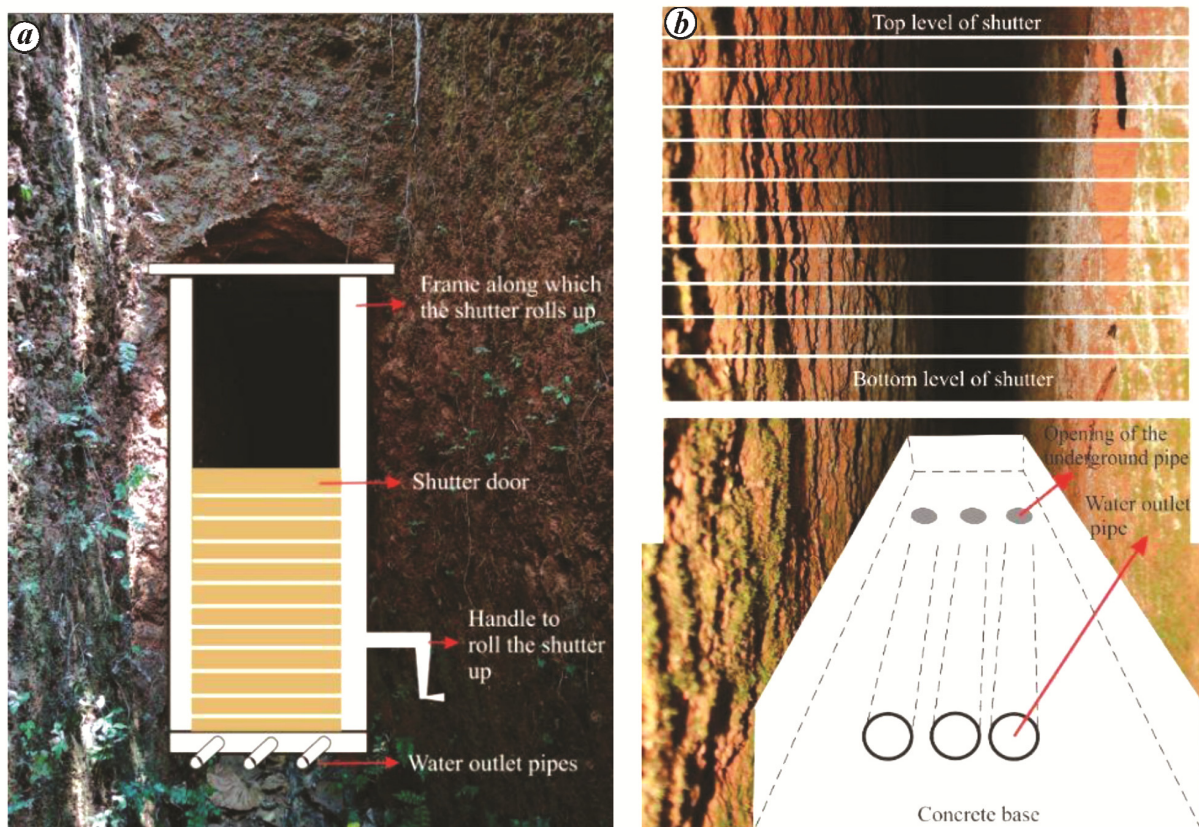 a
Frame along which
the shutter rolls up
Shutter door
Handle to
roll the shutter
up
Water outlet pipes
b
Top level of shutter
Bottom level of shutter
Opening of the
underground pipe
Water outlet
pipe
Concrete base